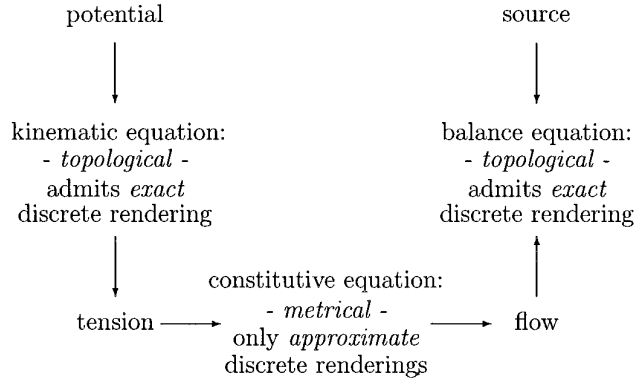 potential
source
kinematic equation:
- topological -
admits exact
discrete rendering
balance equation:
- topological -
admits exact
discrete rendering
constitutive equation:
- metrical -
only approximate
discrete renderings
tension
flow